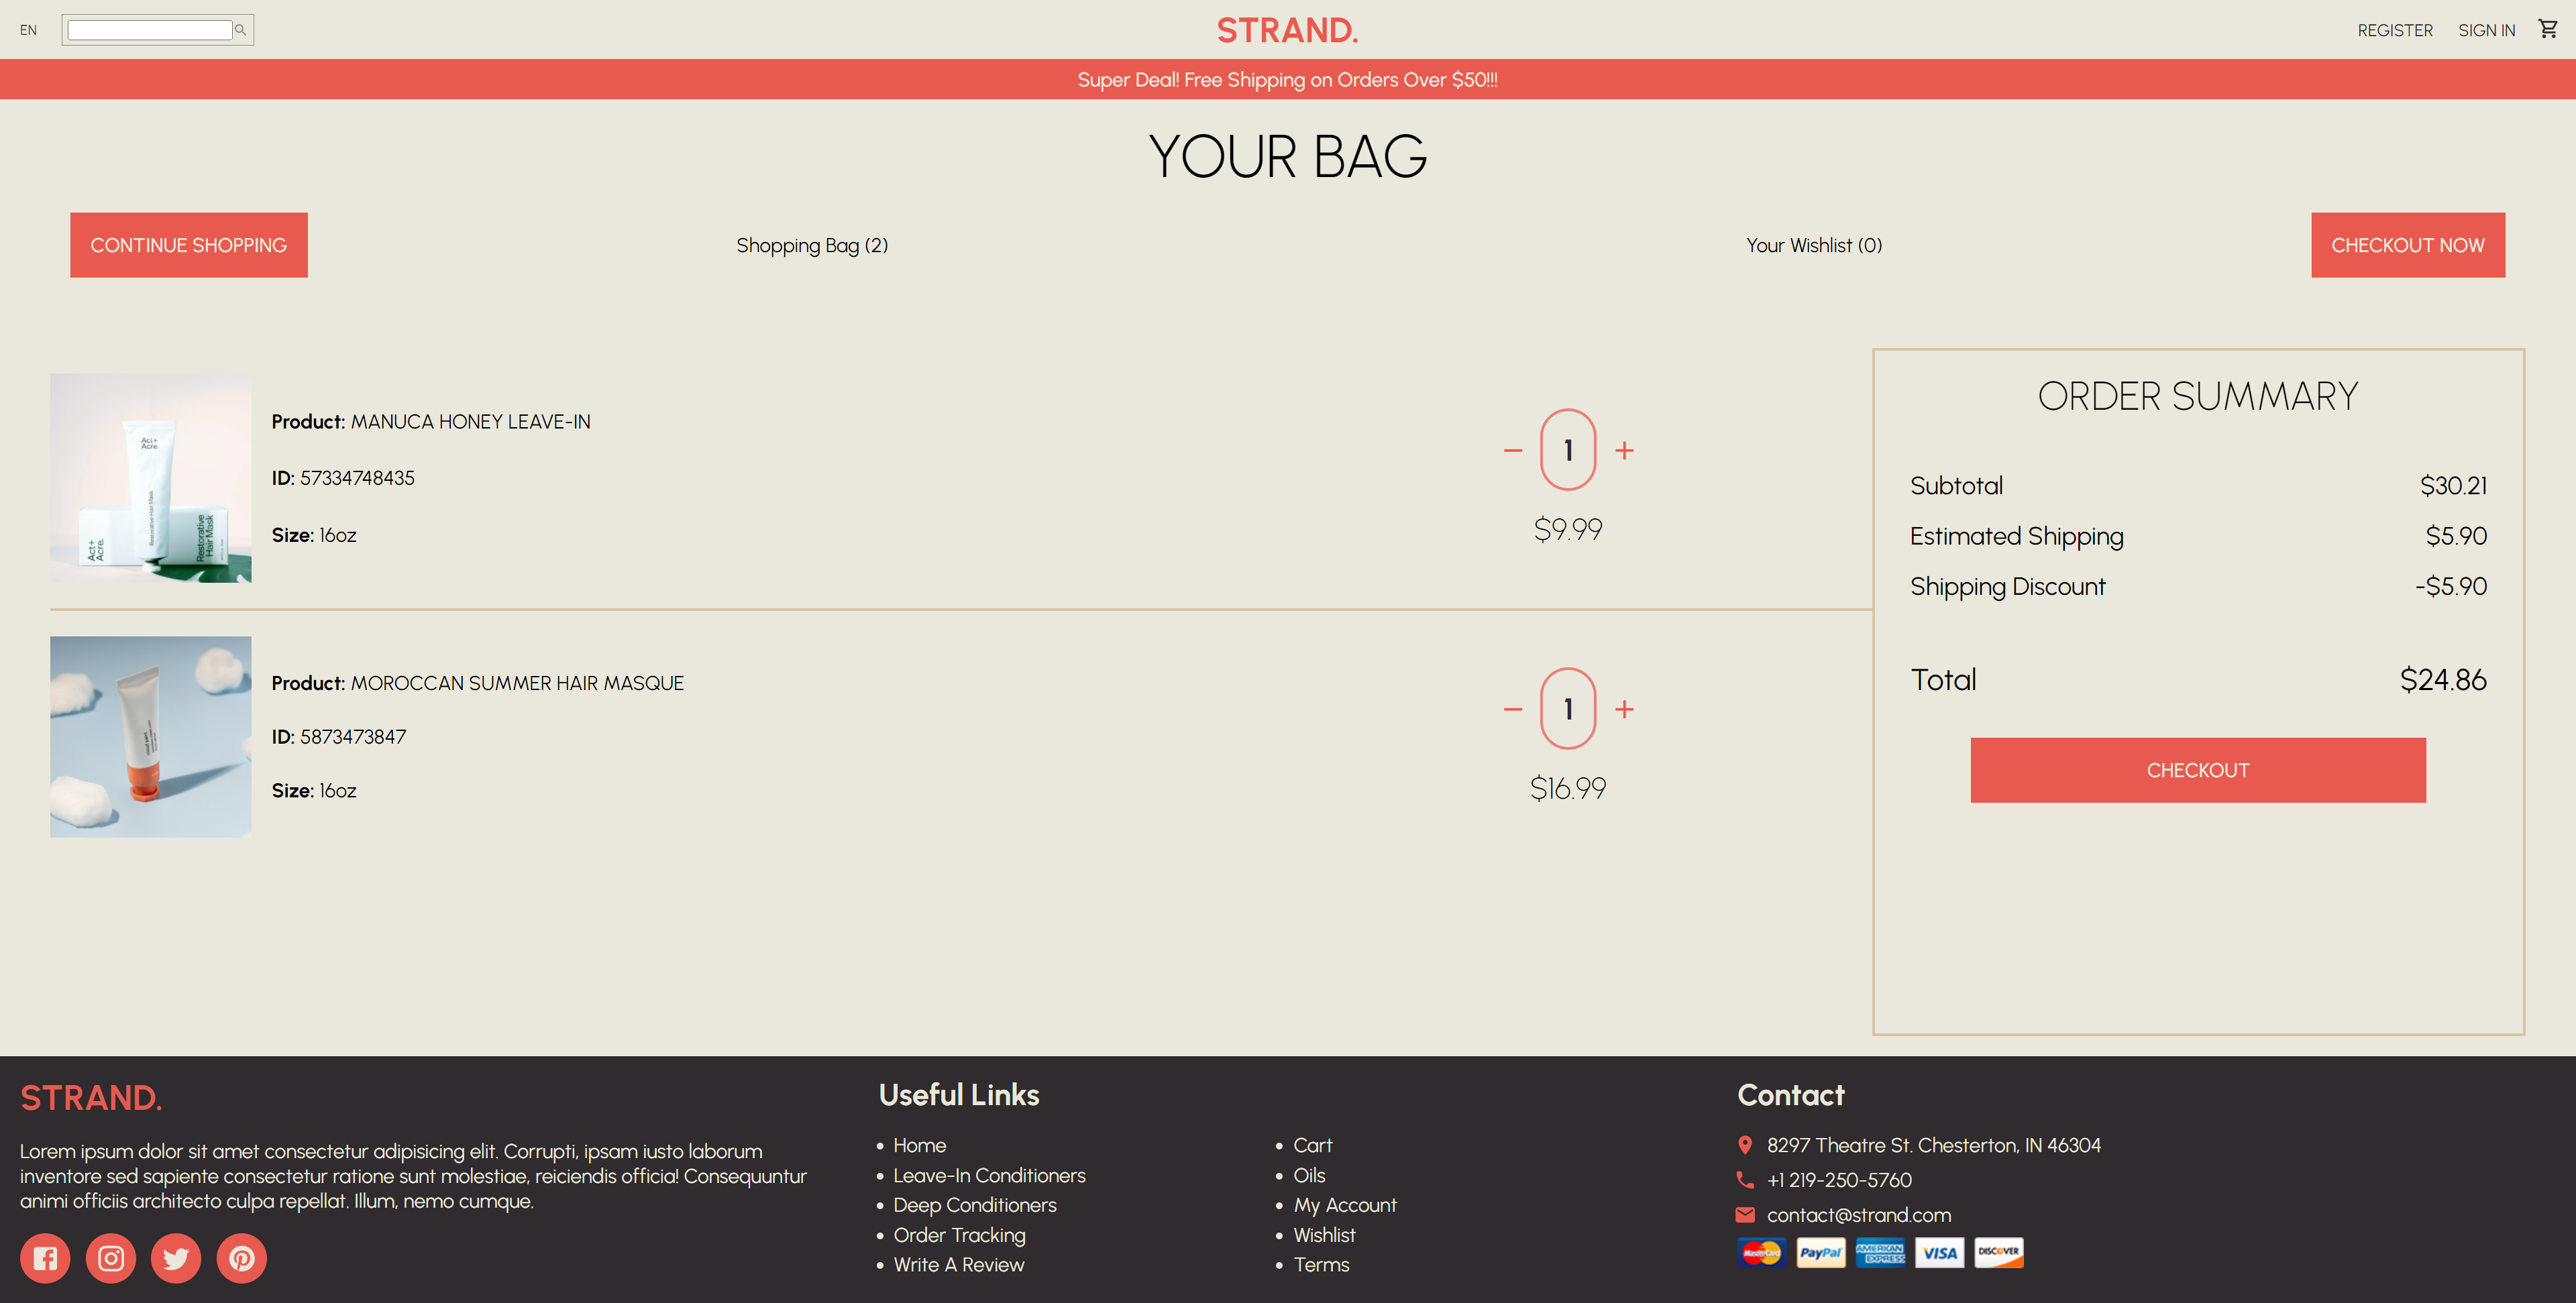 EN
STRAND.
REGISTER
SIGN IN
Super Deal! Free Shipping on Orders Over $50!!!
YOUR BAG
CONTINUE SHOPPING
Shopping Bag (2)
Your Wishlist (0)
CHECKOUT NOW
Act+
Acre.
Restorative Hair Mask
Act+
Acre.
Restorative
Hair Mask
Product: MANUCA HONEY LEAVE-IN
ID: 57334748435
Size: 16oz
1
$9.99
Product: MOROCCAN SUMMER HAIR MASQUE
ID: 5873473847
Size: 16oz
1
$16.99
ORDER SUMMARY
Subtotal $30.21
Estimated Shipping $5.90
Shipping Discount -$5.90
Total $24.86
CHECKOUT
STRAND.
Lorem ipsum dolor sit amet consectetur adipisicing elit. Corrupti, ipsam iusto laborum
inventore sed sapiente consectetur ratione sunt molestiae, reiciendis officia! Consequuntur
animi officiis architecto culpa repellat. Illum, nemo cumque.
Useful Links
Home
Leave-In Conditioners
Deep Conditioners
Order Tracking
Write A Review
Cart
Oils
My Account
Wishlist
Terms
Contact
8297 Theatre St. Chesterton, IN 46304
+1 219-250-5760
contact@strand.com
MasterCard
PayPal
AMERICAN
EXPRESS
VISA
DISCOVER